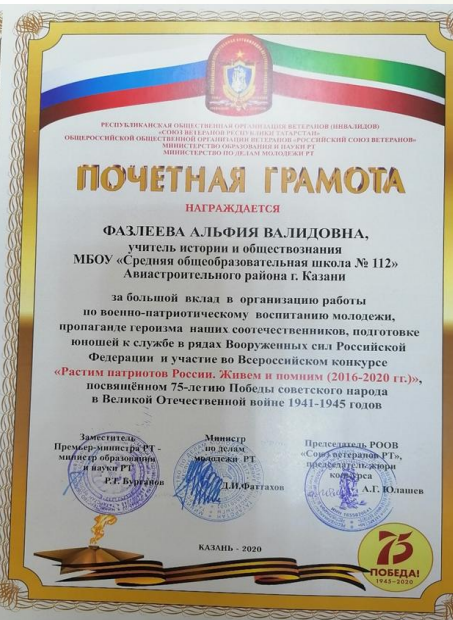 РЕСПУБЛИКАНСКАЯ ОБЩЕСТВЕННАЯ ОРГАНИЗАЦИЯ ВЕТЕРАНОВ (ИНВАЛИДОВ)
«СОЮЗ ВЕТЕРАНОВ РЕСПУБЛИКИ ТАТАРСТАН»
ОБЩЕРОССИЙСКОЙ ОБЩЕСТВЕННОЙ ОРГАНИЗАЦИИ ВЕТЕРАНОВ «РОССИЙСКИЙ СОЮЗ ВЕТЕРАНОВ»
МИНИСТЕРСТВО ОБРАЗОВАНИЯ И НАУКИ РТ
МИНИСТЕРСТВО ПО ДЕЛАМ МОЛОДЕЖИ РТ
ПОЧЕТНАЯ ГРАМОТА
НАГРАЖДАЕТСЯ
ФАЗЛЕЕВА АЛЬФИЯ ВАЛИДОВНА,
учитель истории и обществознания
МБОУ «Средняя общеобразовательная школа № 112»
Авиастроительного района г. Казани
за большой вклад в организацию работы
по военно-патриотическому воспитанию молодежи,
пропаганде героизма наших соотечественников, подготовке
юношей к службе в рядах Вооруженных сил Российской
Федерации и участие во Всероссийском конкурсе
«Растим патриотов России. Живем и помним (2016-2020 гг.)»,
посвящённом 75-летию Победы советского народа
в Великой Отечественной войне 1941-1945 годов
Заместитель
Премьер-министра РТ -
министр образования
и науки РТ
Р.Т. Бурганов
Министр
по делам
молодежи РТ
Д.И.Фаттахов
Председатель РООВ
«Союз ветеранов РТ»,
председатель жюри
конкурса
А.Г. Юлашев
КАЗАНЬ - 2020
75
ПОБЕДА!
1945-2020